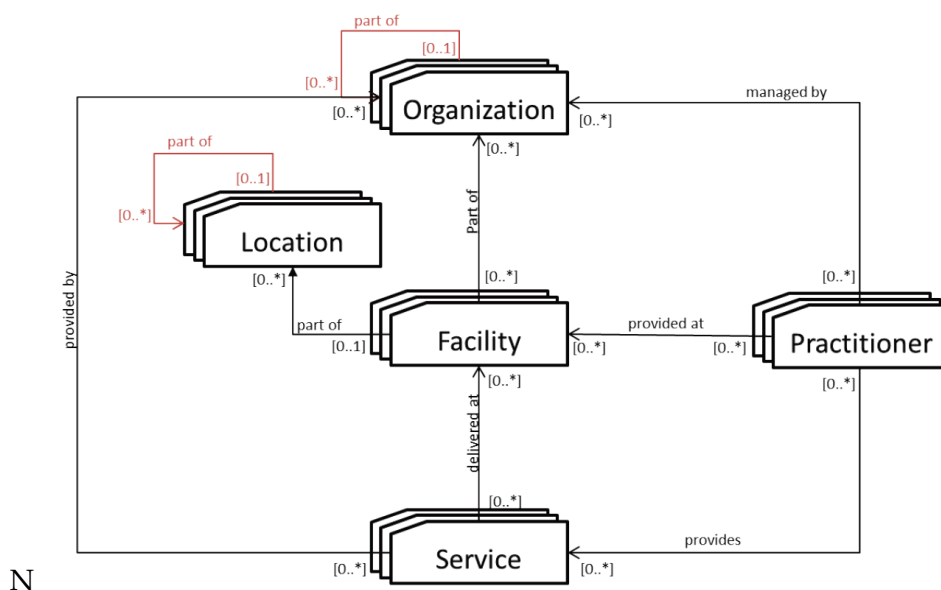 part of
[0..1]
[0..*]
[0..*]
Organization
[0..*]
managed by
[0..*]
part of
[0..1]
[0..*]
Location
[0..*]
Part of
provided by
[0..*]
[0..*]
part of
[0..1]
Facility
[0..*]
provided at
[0..*]
Practitioner
[0..*]
[0..*]
delivered at
[0..*]
Service
[0..*]
[0..*]
provides
N